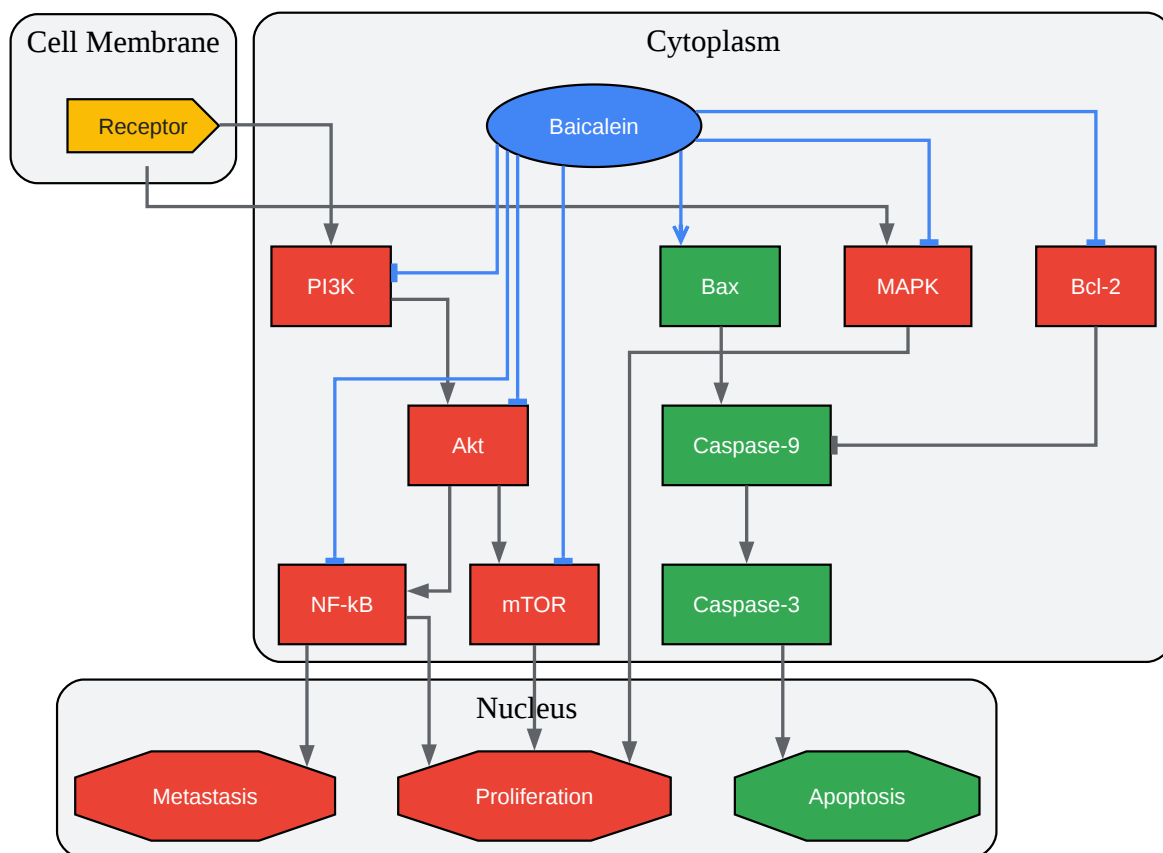 Cell Membrane
Cytoplasm
Receptor
Baicalein
PI3K
Bax
MAPK
Bcl-2
Akt
Caspase-9
NF-kB
mTOR
Caspase-3
Nucleus
Metastasis
Proliferation
Apoptosis